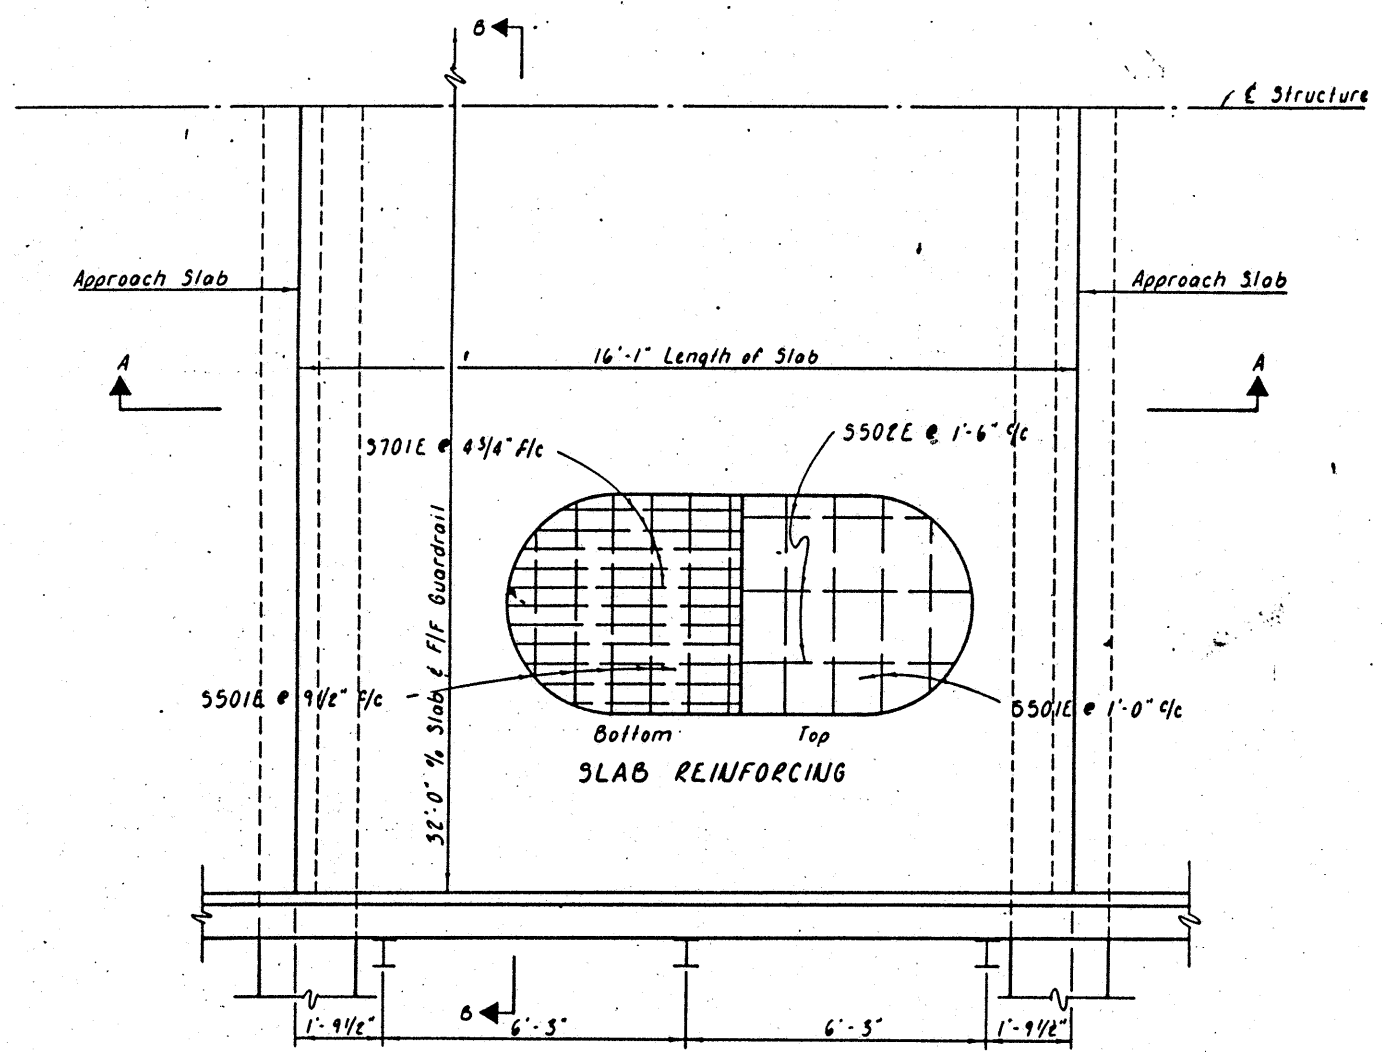 B
℄ Structure
Approach Slab
Approach Slab
16'-1" Length of Slab
A
A
S701E @ 4 3/4" c/c
S502E @ 1'-6" c/c
32'-0" o/o Slab & F/F Guardrail
S501E @ 9 1/2" c/c
S501E @ 1'-0" c/c
Bottom
Top
SLAB REINFORCING
B
1'-9 1/2"
6'-3"
6'-3"
1'-9 1/2"